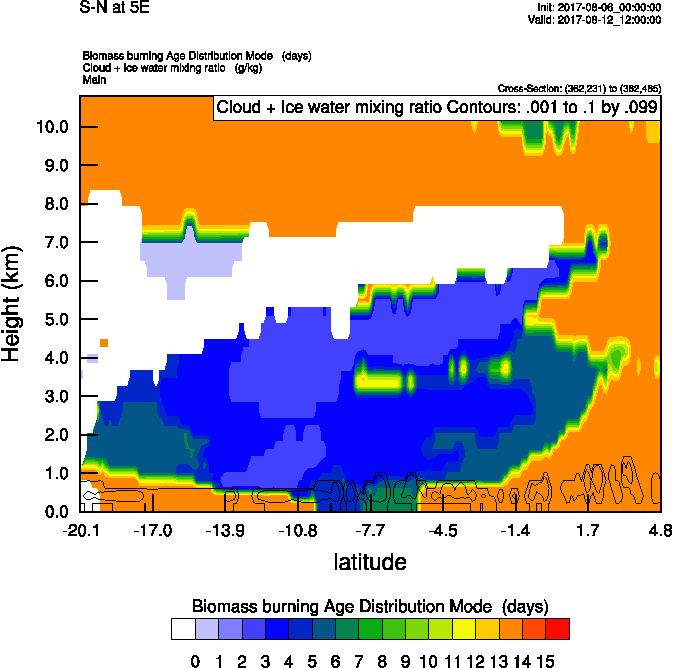 S-N at 5E
Init: 2017-08-06_00:00:00
Valid: 2017-08-12_12:00:00
Biomass burning Age Distribution Mode (days)
Cloud + Ice water mixing ratio (g/kg)
Main
Cross-Section: (362,231) to (362,485)
Cloud + Ice water mixing ratio Contours: .001 to .1 by .099
10.0
9.0
8.0
7.0
6.0
5.0
4.0
3.0
2.0
1.0
0.0
Height (km)
-20.1 -17.0 -13.9 -10.8 -7.7 -4.5 -1.4 1.7 4.8
latitude
Biomass burning Age Distribution Mode (days)
0 1 2 3 4 5 6 7 8 9 10 11 12 13 14 15